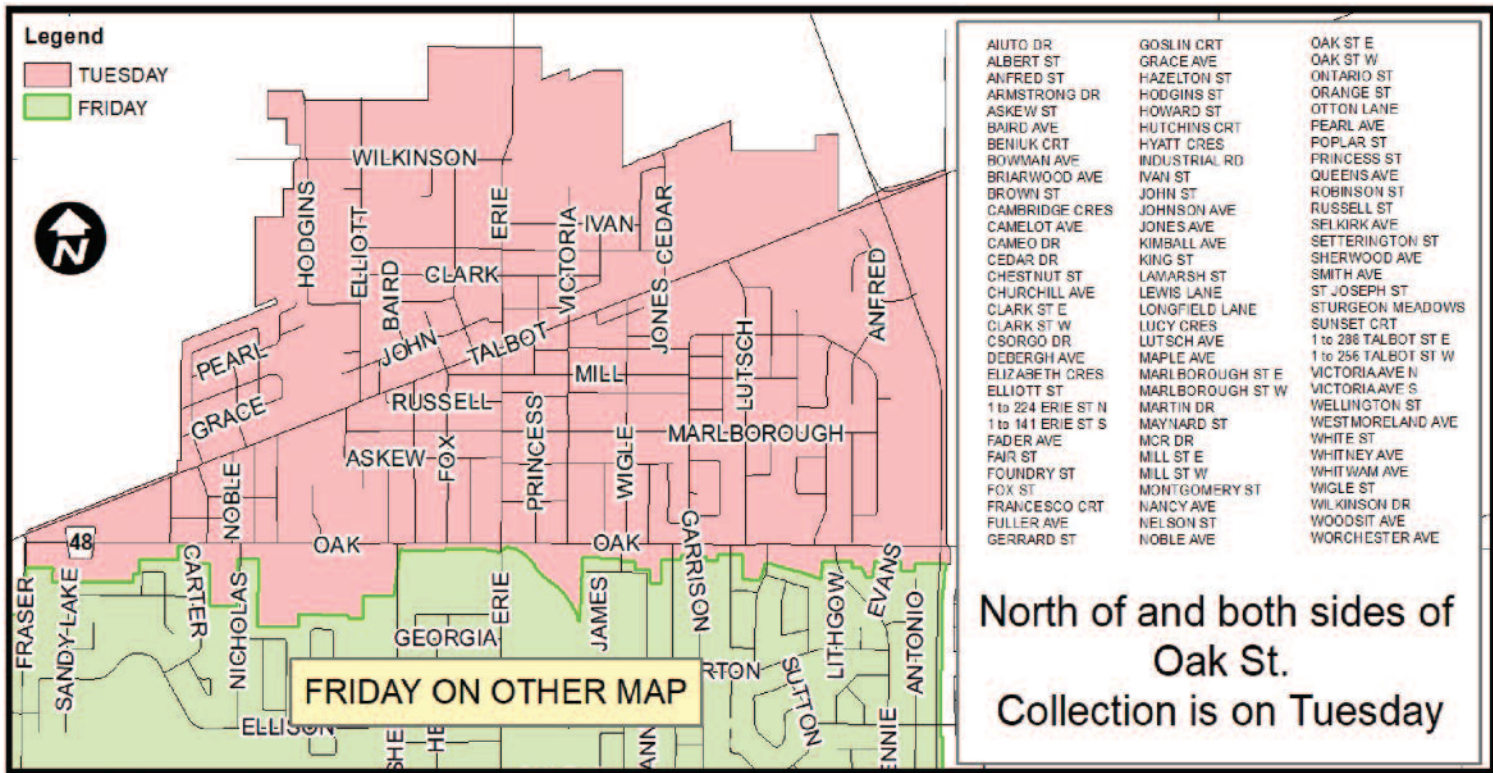 Legend
TUESDAY
FRIDAY
N
WILKINSON
HODGINS
ELLIOTT
ERIE
VICTORIA
IVAN
CEDAR
JONES
CLARK
BAIRD
ANFRED
PEARL
JOHN
TALBOT
LUTSCH
MILL
GRACE
RUSSELL
PRINCESS
MARLBOROUGH
ASKEW
FOX
WIGLE
NOBLE
GARRISON
48
OAK
OAK
CARTER
EVANS
FRASER
SANDY LAKE
NICHOLAS
ERIE
JAMES
LITHGOW
ANTONIO
GEORGIA
RTON
SUTTON
FRIDAY ON OTHER MAP
ELLISON
SHE
HE
ANN
ENNIE
AIUTO DR
ALBERT ST
ANFRED ST
ARMSTRONG DR
ASKEW ST
BAIRD AVE
BENIUK CRT
BOWMAN AVE
BRIARWOOD AVE
BROWN ST
CAMBRIDGE CRES
CAMELOT AVE
CAMEO DR
CEDAR DR
CHESTNUT ST
CHURCHILL AVE
CLARK ST E
CLARK ST W
CSORGO DR
DEBERGH AVE
ELIZABETH CRES
ELLIOTT ST
1 to 224 ERIE ST N
1 to 141 ERIE ST S
FADER AVE
FAIR ST
FOUNDRY ST
FOX ST
FRANCESCO CRT
FULLER AVE
GERRARD ST
GOSLIN CRT
GRACE AVE
HAZELTON ST
HODGINS ST
HOWARD ST
HUTCHINS CRT
HYATT CRES
INDUSTRIAL RD
IVAN ST
JOHN ST
JOHNSON AVE
JONES AVE
KIMBALL AVE
KING ST
LAMARSH ST
LEWIS LANE
LONGFIELD LANE
LUCY CRES
LUTSCH AVE
MAPLE AVE
MARLBOROUGH ST E
MARLBOROUGH ST W
MARTIN DR
MAYNARD ST
MCR DR
MILL ST E
MILL ST W
MONTGOMERY ST
NANCY AVE
NELSON ST
NOBLE AVE
OAK ST E
OAK ST W
ONTARIO ST
ORANGE ST
OTTON LANE
PEARL AVE
POPLAR ST
PRINCESS ST
QUEENS AVE
ROBINSON ST
RUSSELL ST
SELKIRK AVE
SETTERINGTON ST
SHERWOOD AVE
SMITH AVE
ST JOSEPH ST
STURGEON MEADOWS
SUNSET CRT
1 to 288 TALBOT ST E
1 to 256 TALBOT ST W
VICTORIA AVE N
VICTORIA AVE S
WELLINGTON ST
WESTMORELAND AVE
WHITE ST
WHITNEY AVE
WHITWAM AVE
WIGLE ST
WILKINSON DR
WOODSIT AVE
WORCHESTER AVE
North of and both sides of
Oak St.
Collection is on Tuesday